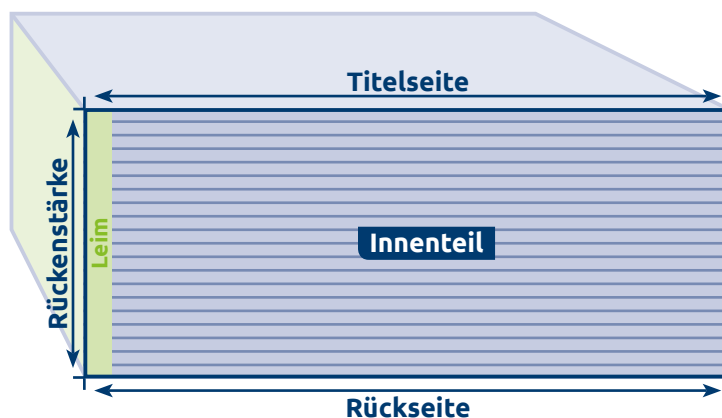 Titelseite
Rückenstärke
Leim
Innenteil
Rückseite